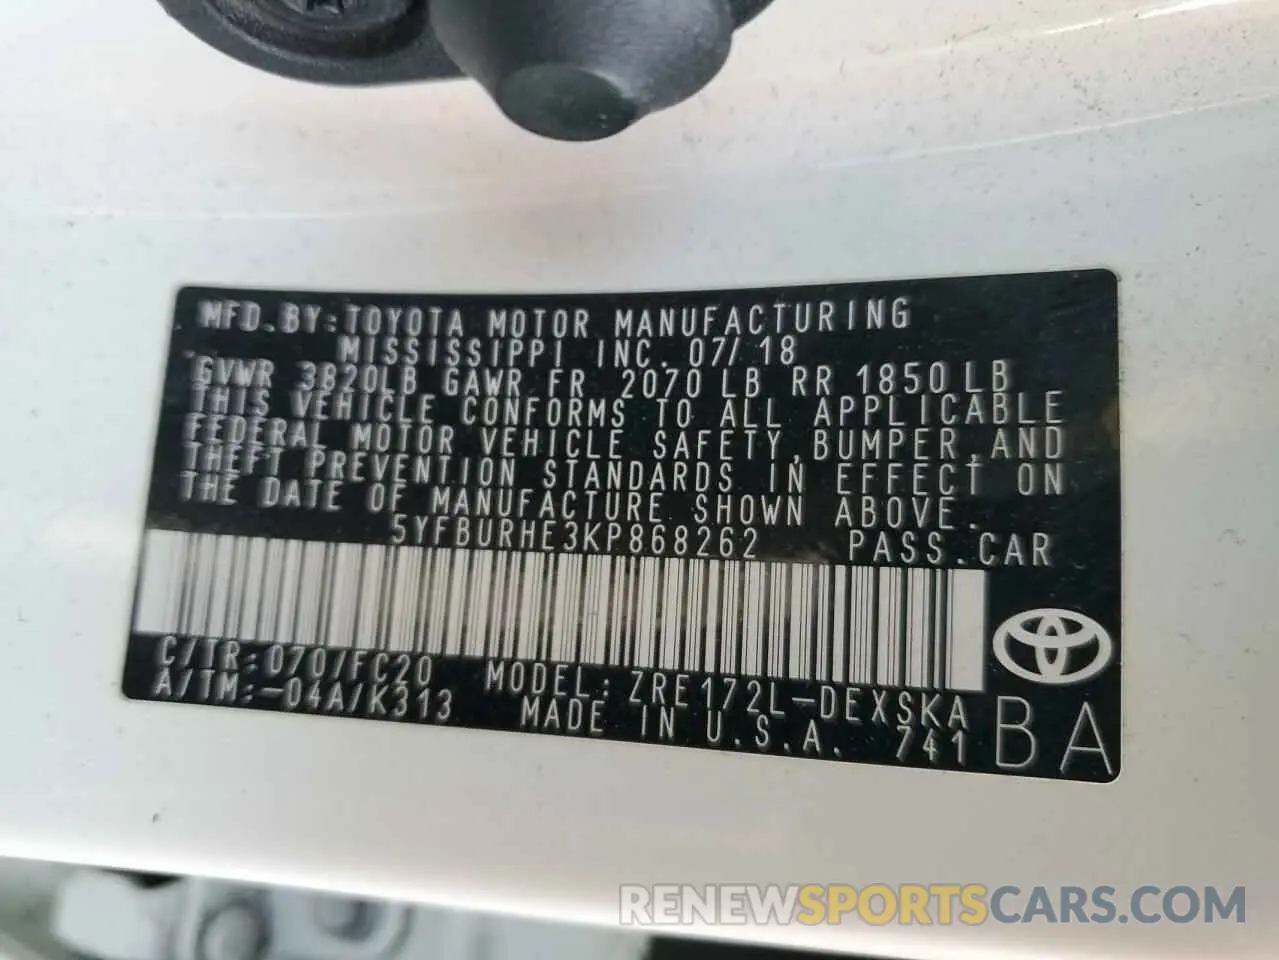 MFD. BY: TOYOTA MOTOR MANUFACTURING
MISSISSIPPI INC. 07/18
GVWR 3820LB GAWR FR 2070 LB RR 1850 LB
THIS VEHICLE CONFORMS TO ALL APPLICABLE
FEDERAL MOTOR VEHICLE SAFETY, BUMPER, AND
THEFT PREVENTION STANDARDS IN EFFECT ON
THE DATE OF MANUFACTURE SHOWN ABOVE.
5YFBURHE3KP868262 PASS. CAR
C/TR: 070/FC20 MODEL: ZRE172L-DEXSKA
A/TM: -04A/K313 MADE IN U.S.A. 741
BA
RENEWSPORTSCARS.COM